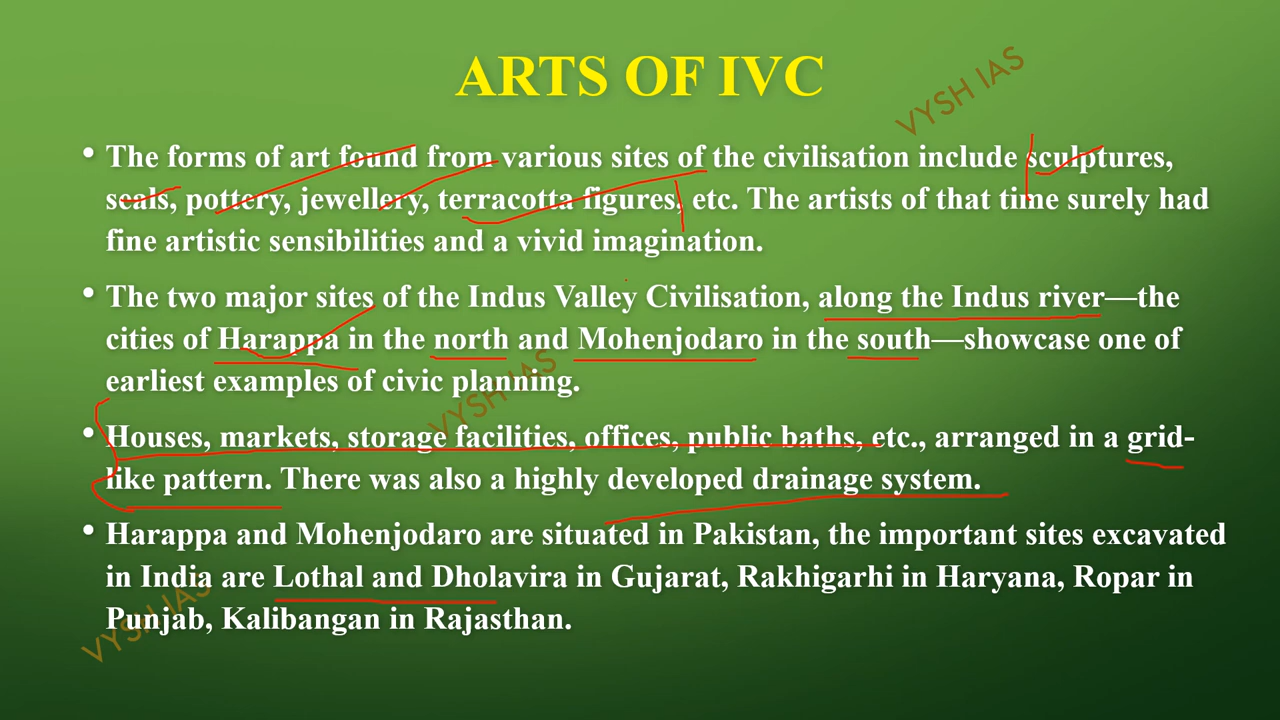 ARTS OF IVC
VYSH IAS
• The forms of art found from various sites of the civilisation include sculptures,
seals, pottery, jewellery, terracotta figures, etc. The artists of that time surely had
fine artistic sensibilities and a vivid imagination.
• The two major sites of the Indus Valley Civilisation, along the Indus river—the
cities of Harappa in the north and Mohenjodaro in the south—showcase one of
earliest examples of civic planning.
VYSH IAS
• Houses, markets, storage facilities, offices, public baths, etc., arranged in a grid-
like pattern. There was also a highly developed drainage system.
• Harappa and Mohenjodaro are situated in Pakistan, the important sites excavated
in India are Lothal and Dholavira in Gujarat, Rakhigarhi in Haryana, Ropar in
Punjab, Kalibangan in Rajasthan.
VYSH IAS